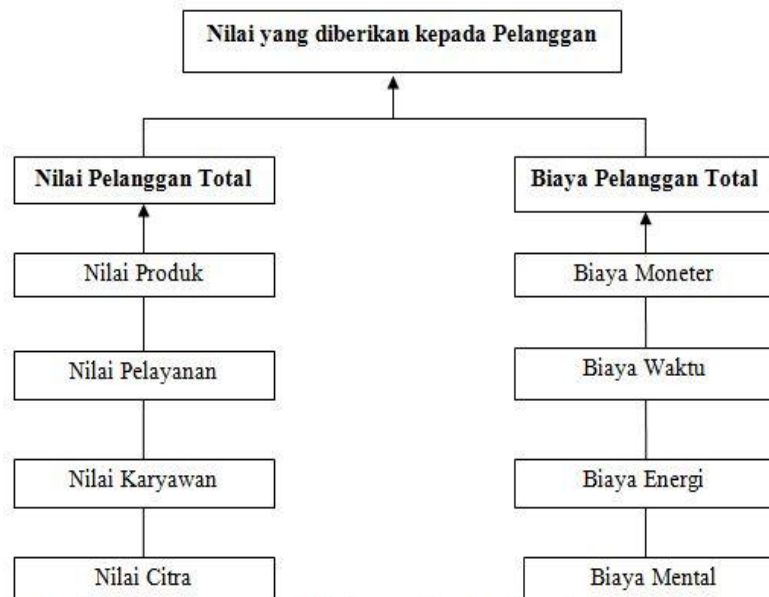 Nilai yang diberikan kepada Pelanggan
Nilai Pelanggan Total
Biaya Pelanggan Total
Nilai Produk
Biaya Moneter
Nilai Pelayanan
Biaya Waktu
Nilai Karyawan
Biaya Energi
Nilai Citra
Biaya Mental